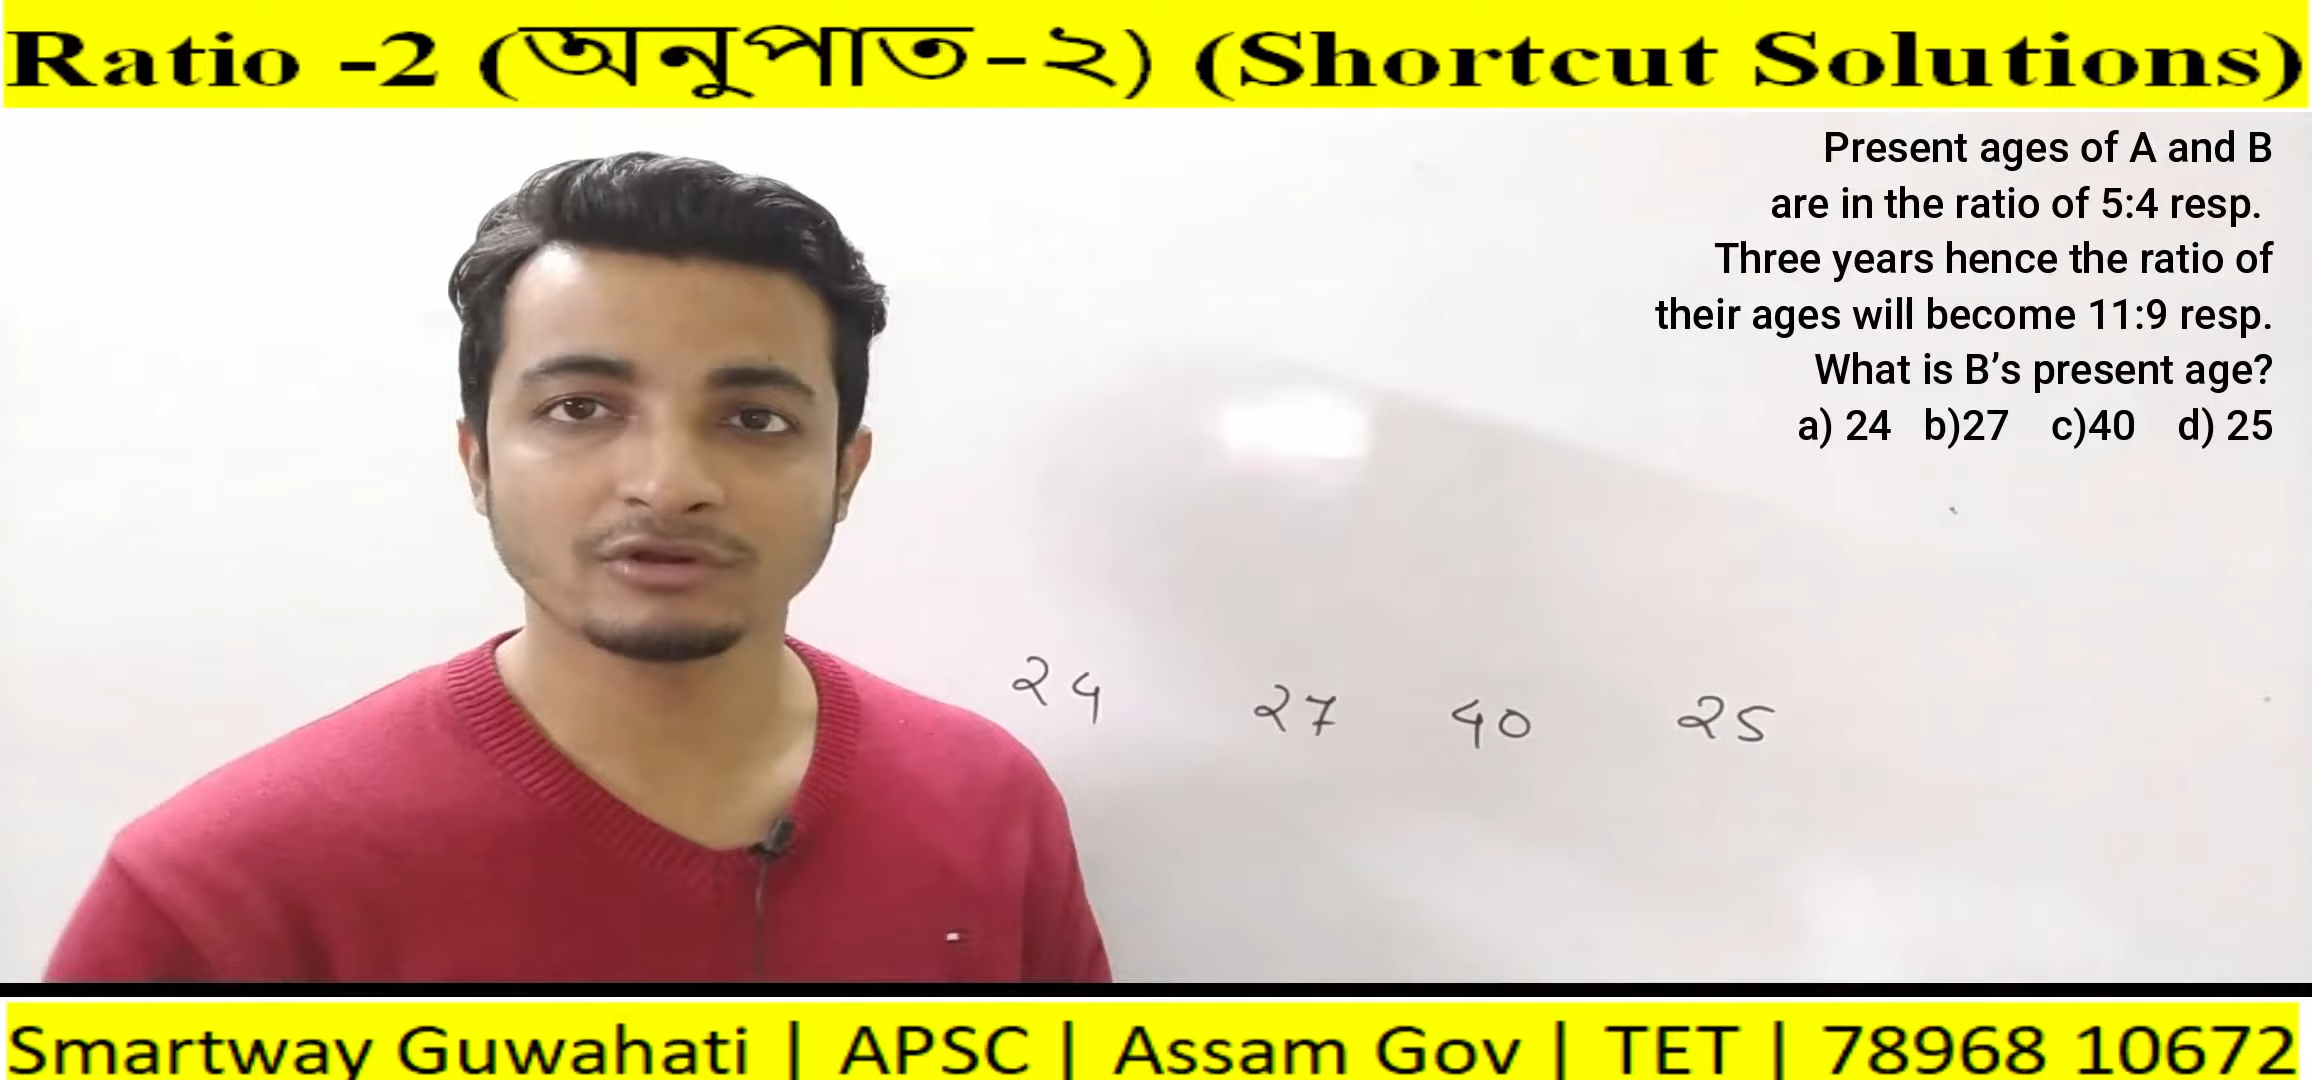 Ratio -2 (অনুপাত-২) (Shortcut Solutions)
Present ages of A and B
are in the ratio of 5:4 resp.
Three years hence the ratio of
their ages will become 11:9 resp.
What is B’s present age?
a) 24 b)27 c)40 d) 25
24 27 40 25
Smartway Guwahati | APSC | Assam Gov | TET | 78968 10672